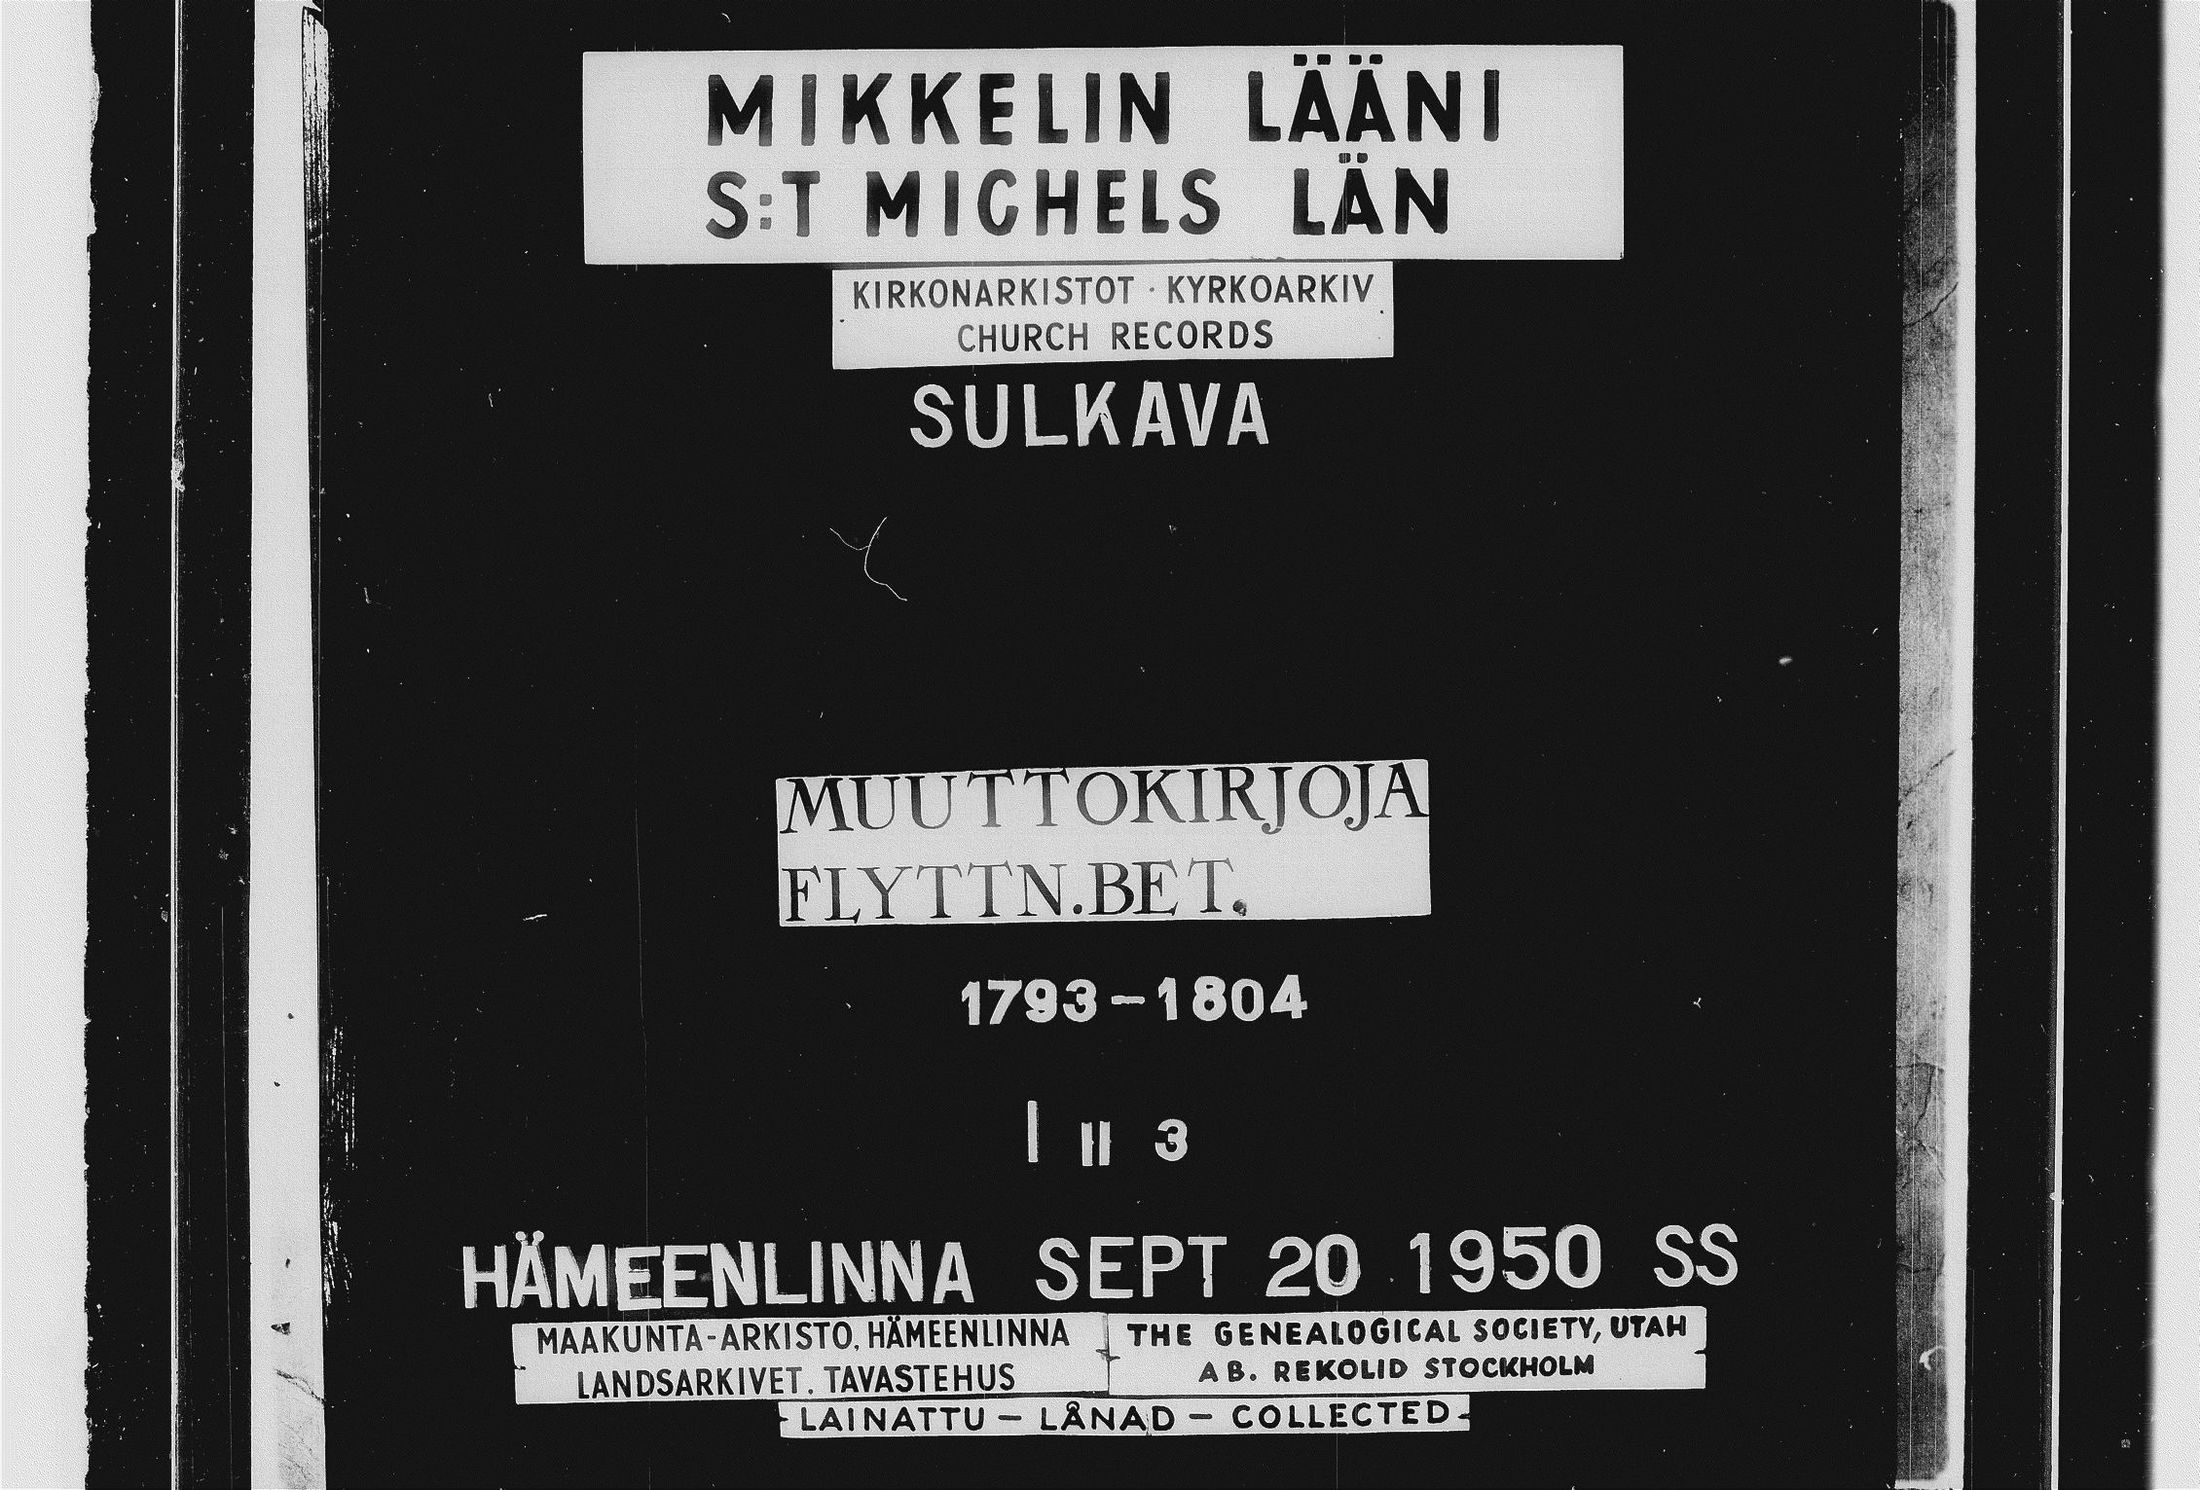 MIKKELIN LÄÄNI
S:T MICHELS LÄN
KIRKONARKISTOT · KYRKOARKIV
CHURCH RECORDS
SULKAVA
MUUTTOKIRJOJA
FLYTTN.BET.
1793-1804
I II 3
HÄMEENLINNA SEPT 20 1950 SS
MAAKUNTA-ARKISTO, HÄMEENLINNA
LANDSARKIVET. TAVASTEHUS
THE GENEALOGICAL SOCIETY, UTAH
AB. REKOLID STOCKHOLM
LAINATTU - LÅNAD - COLLECTED